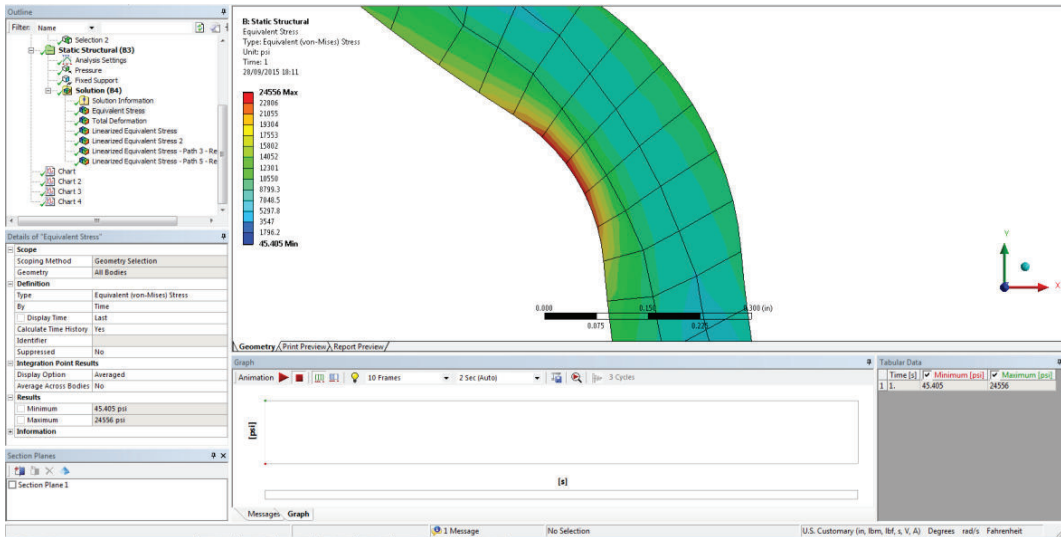 Outline
Filter: Name
Selection 2
Static Structural (B3)
Analysis Settings
Pressure
Fixed Support
Solution (B4)
Solution Information
Equivalent Stress
Total Deformation
Linearized Equivalent Stress
Linearized Equivalent Stress 2
Linearized Equivalent Stress - Path 3 - Re
Linearized Equivalent Stress - Path 5 - Re
Chart
Chart 2
Chart 3
Chart 4
Details of "Equivalent Stress"
Scope
Scoping Method Geometry Selection
Geometry All Bodies
Definition
Type Equivalent (von-Mises) Stress
By Time
Display Time Last
Calculate Time History Yes
Identifier
Suppressed No
Integration Point Results
Display Option Averaged
Average Across Bodies No
Results
Minimum 45.405 psi
Maximum 24556 psi
Information
Section Planes
Section Plane 1
B: Static Structural
Equivalent Stress
Type: Equivalent (von-Mises) Stress
Unit: psi
Time: 1
20/09/2015 18:11
24556 Max
22806
21055
19304
17553
15802
14052
12301
10550
8799.3
7048.5
5297.8
3547
1796.2
45.405 Min
0.000 0.150 0.300 (in)
0.075 0.225
Y
X
Geometry Print Preview Report Preview
Graph
Animation 10 Frames 2 Sec (Auto) 3 Cycles
[psi]
[s]
Messages Graph
Tabular Data
Time [s] Minimum [psi] Maximum [psi]
1 1. 45.405 24556
1 Message No Selection U.S. Customary (in, lbm, lbf, s, V, A) Degrees rad/s Fahrenheit